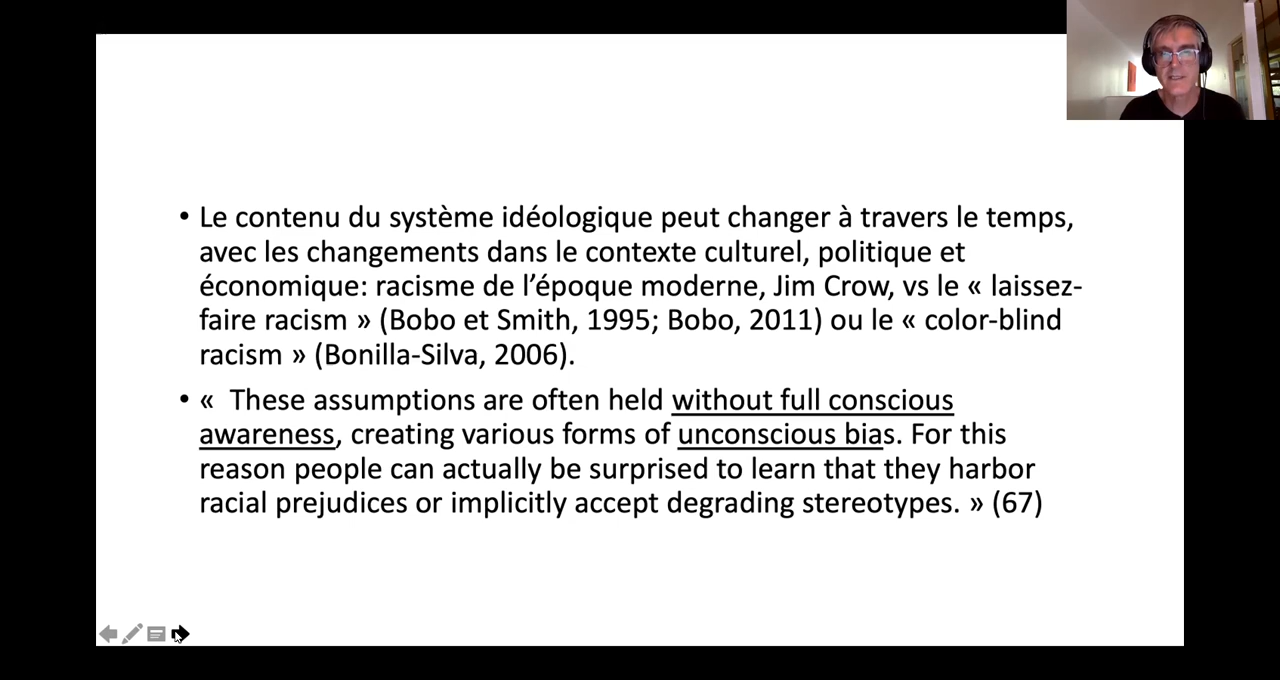 • Le contenu du système idéologique peut changer à travers le temps,
avec les changements dans le contexte culturel, politique et
économique: racisme de l’époque moderne, Jim Crow, vs le « laissez-
faire racism » (Bobo et Smith, 1995; Bobo, 2011) ou le « color-blind
racism » (Bonilla-Silva, 2006).
• «  These assumptions are often held without full conscious
awareness, creating various forms of unconscious bias. For this
reason people can actually be surprised to learn that they harbor
racial prejudices or implicitly accept degrading stereotypes. » (67)